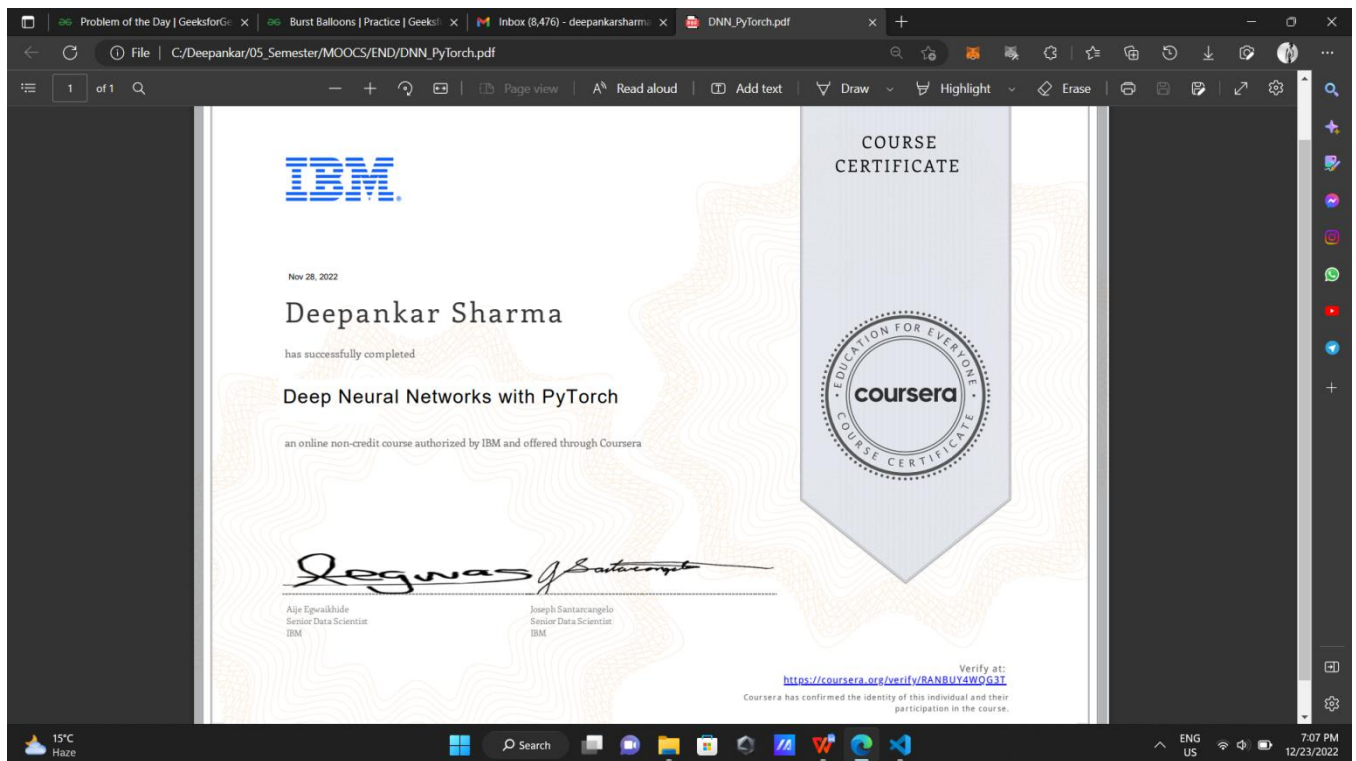 Problem of the Day | GeeksforGe
Burst Balloons | Practice | Geeksf
Inbox (8,476) - deepankarsharma
DNN_PyTorch.pdf
File | C:/Deepankar/05_Semester/MOOCS/END/DNN_PyTorch.pdf
1 of 1
Page view
Read aloud
Add text
Draw
Highlight
Erase
COURSE
CERTIFICATE
IBM
Nov 28, 2022
Deepankar Sharma
has successfully completed
Deep Neural Networks with PyTorch
an online non-credit course authorized by IBM and offered through Coursera
EDUCATION FOR EVERYONE
coursera
COURSE CERTIFICATE
Aije Egwaikhide
Senior Data Scientist
IBM
Joseph Santarcangelo
Senior Data Scientist
IBM
Verify at:
https://coursera.org/verify/RANBUY4WQG3T
Coursera has confirmed the identity of this individual and their
participation in the course.
15°C
Haze
Search
ENG
US
7:07 PM
12/23/2022